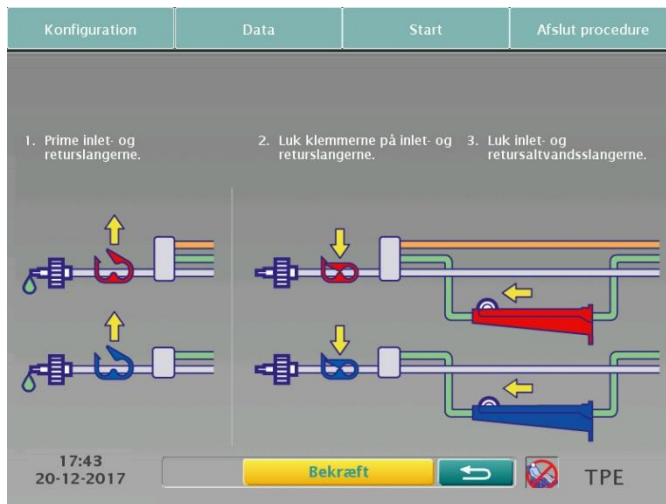 Konfiguration
Data
Start
Afslut procedure
1. Prime inlet- og
returslangerne.
2. Luk klemmerne på inlet- og
returslangerne.
3. Luk inlet- og
retursaltvandsslangerne.
17:43
20-12-2017
Bekræft
TPE